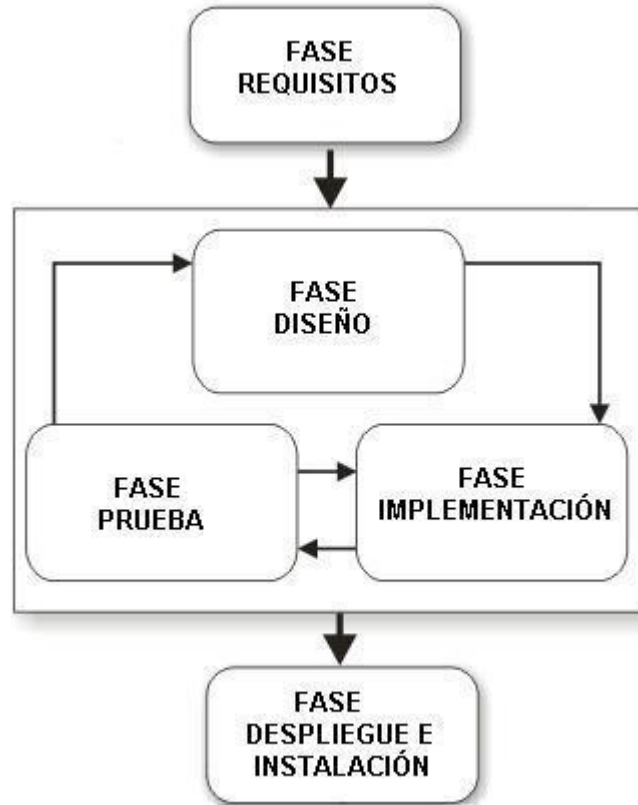 FASE
REQUISITOS
FASE
DISEÑO
FASE
PRUEBA
FASE
IMPLEMENTACIÓN
FASE
DESPLIEGUE E
INSTALACIÓN